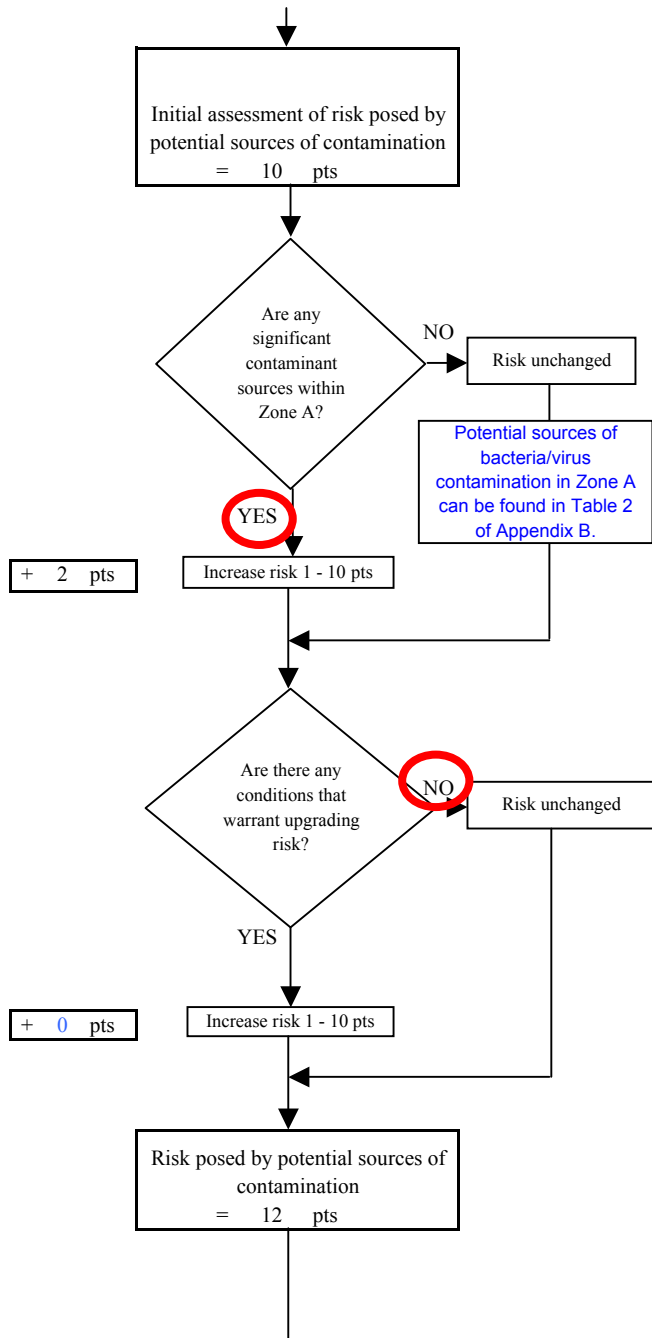 Initial assessment of risk posed by
potential sources of contamination
= 10 pts
Are any
significant
contaminant
sources within
Zone A?
NO
Risk unchanged
Potential sources of
bacteria/virus
contamination in Zone A
can be found in Table 2
of Appendix B.
YES
+ 2 pts
Increase risk 1 - 10 pts
Are there any
conditions that
warrant upgrading
risk?
NO
Risk unchanged
YES
+ 0 pts
Increase risk 1 - 10 pts
Risk posed by potential sources of
contamination
= 12 pts